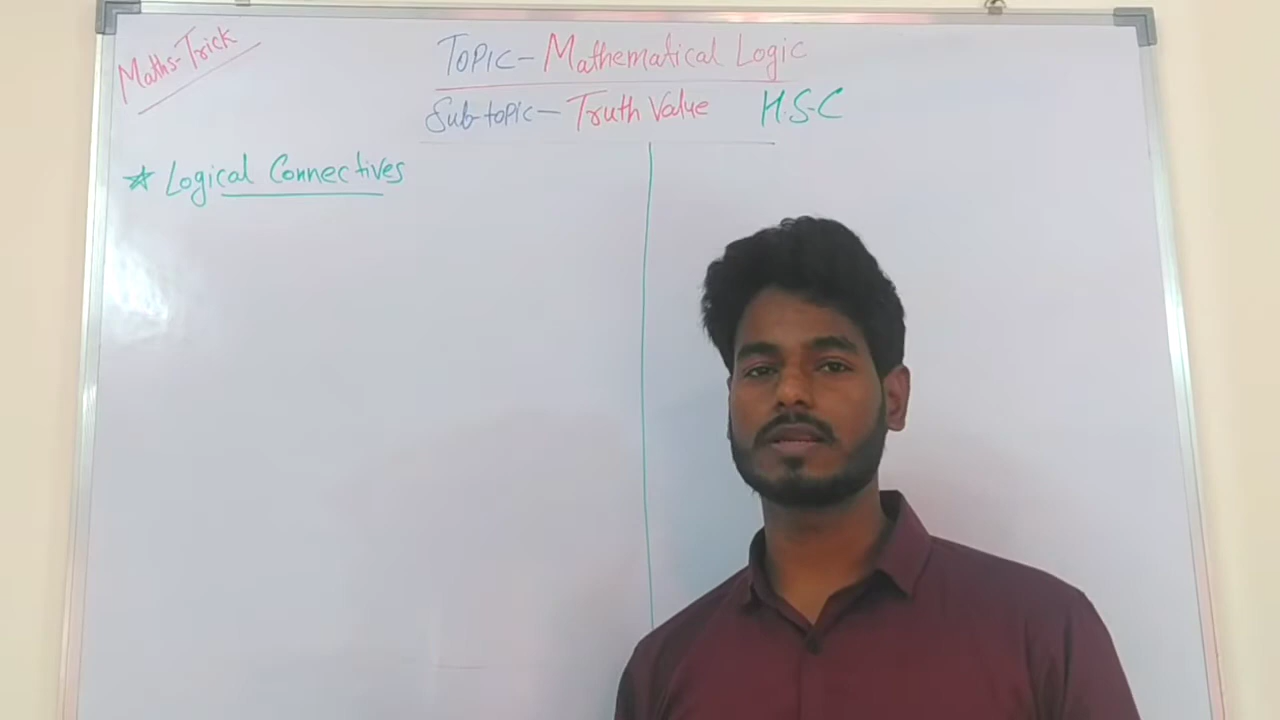 Maths-Trick
Topic- Mathematical Logic
Sub-topic- Truth Value H.S.C
* Logical Connectives